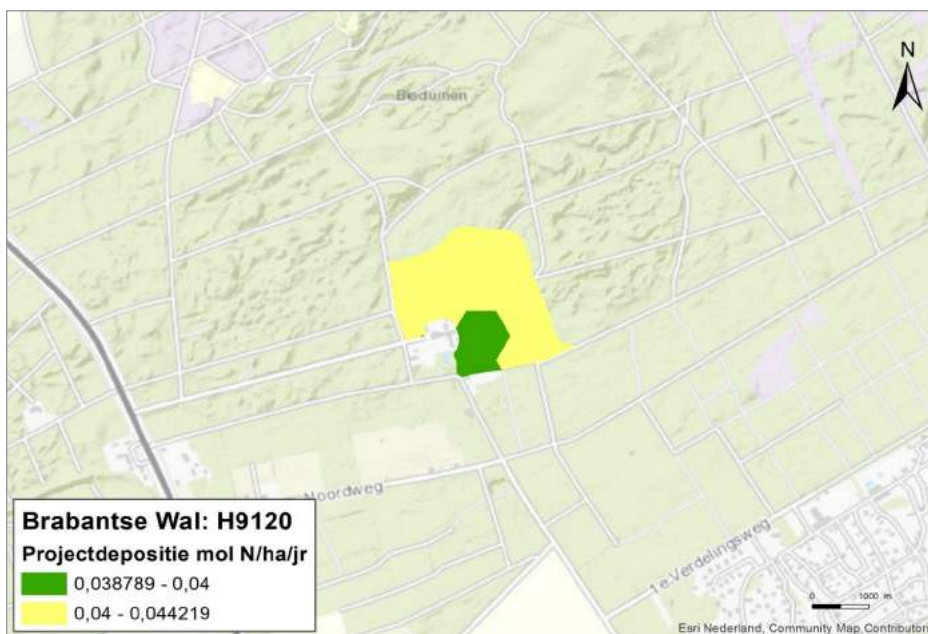 Bieduinen
N
Noordweg
1e Verdelingsweg
Brabantse Wal: H9120
Projectdepositie mol N/ha/jr
0,038789 - 0,04
0,04 - 0,044219
0 1000 m
Esri Nederland, Community Map Contributors